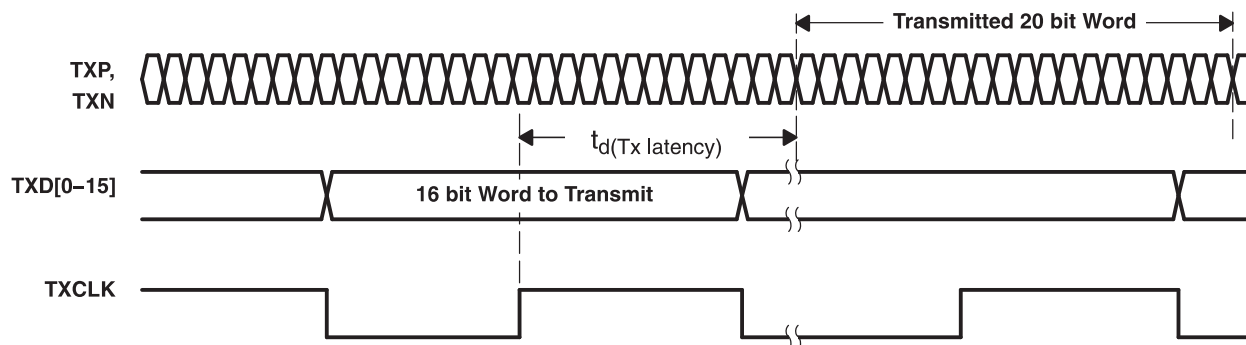 Transmitted 20 bit Word
TXP,
TXN
td(Tx latency)
TXD[0–15]
16 bit Word to Transmit
TXCLK